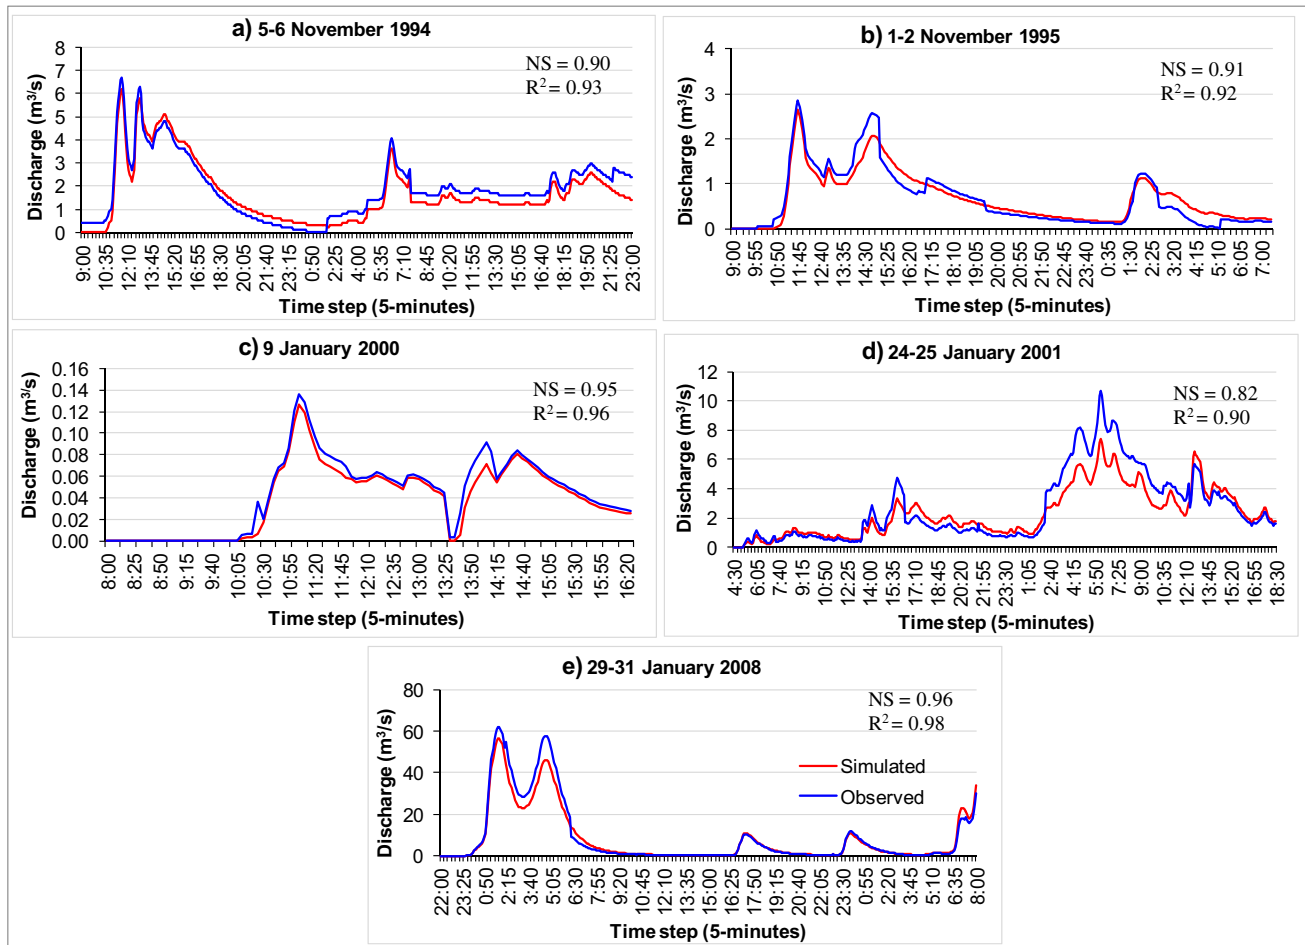 a) 5-6 November 1994
NS = 0.90
R² = 0.93
Discharge (m³/s)
8
7
6
5
4
3
2
1
0
9:00 10:35 12:10 13:45 15:20 16:55 18:30 20:05 21:40 23:15 0:50 2:25 4:00 5:35 7:10 8:45 10:20 11:55 13:30 15:05 16:40 18:15 19:50 21:25 23:00
Time step (5-minutes)
b) 1-2 November 1995
NS = 0.91
R² = 0.92
Discharge (m³/s)
4
3
2
1
0
9:00 9:55 10:50 11:45 12:40 13:35 14:30 15:25 16:20 17:15 18:10 19:05 20:00 20:55 21:50 22:45 23:40 0:35 1:30 2:25 3:20 4:15 5:10 6:05 7:00
Time step (5-minutes)
c) 9 January 2000
NS = 0.95
R² = 0.96
Discharge (m³/s)
0.16
0.14
0.12
0.10
0.08
0.06
0.04
0.02
0.00
8:00 8:25 8:50 9:15 9:40 10:05 10:30 10:55 11:20 11:45 12:10 12:35 13:00 13:25 13:50 14:15 14:40 15:05 15:30 15:55 16:20
Time step (5-minutes)
d) 24-25 January 2001
NS = 0.82
R² = 0.90
Discharge (m³/s)
12
10
8
6
4
2
0
4:30 6:05 7:40 9:15 10:50 12:25 14:00 15:35 17:10 18:45 20:20 21:55 23:30 1:05 2:40 4:15 5:50 7:25 9:00 10:35 12:10 13:45 15:20 16:55 18:30
Time step (5-minutes)
e) 29-31 January 2008
NS = 0.96
R² = 0.98
Discharge (m³/s)
80
60
40
20
0
Simulated
Observed
22:00 23:25 0:50 2:15 3:40 5:05 6:30 7:55 9:20 10:45 12:10 13:35 15:00 16:25 17:50 19:15 20:40 22:05 23:30 0:55 2:20 3:45 5:10 6:35 8:00
Time step (5-minutes)